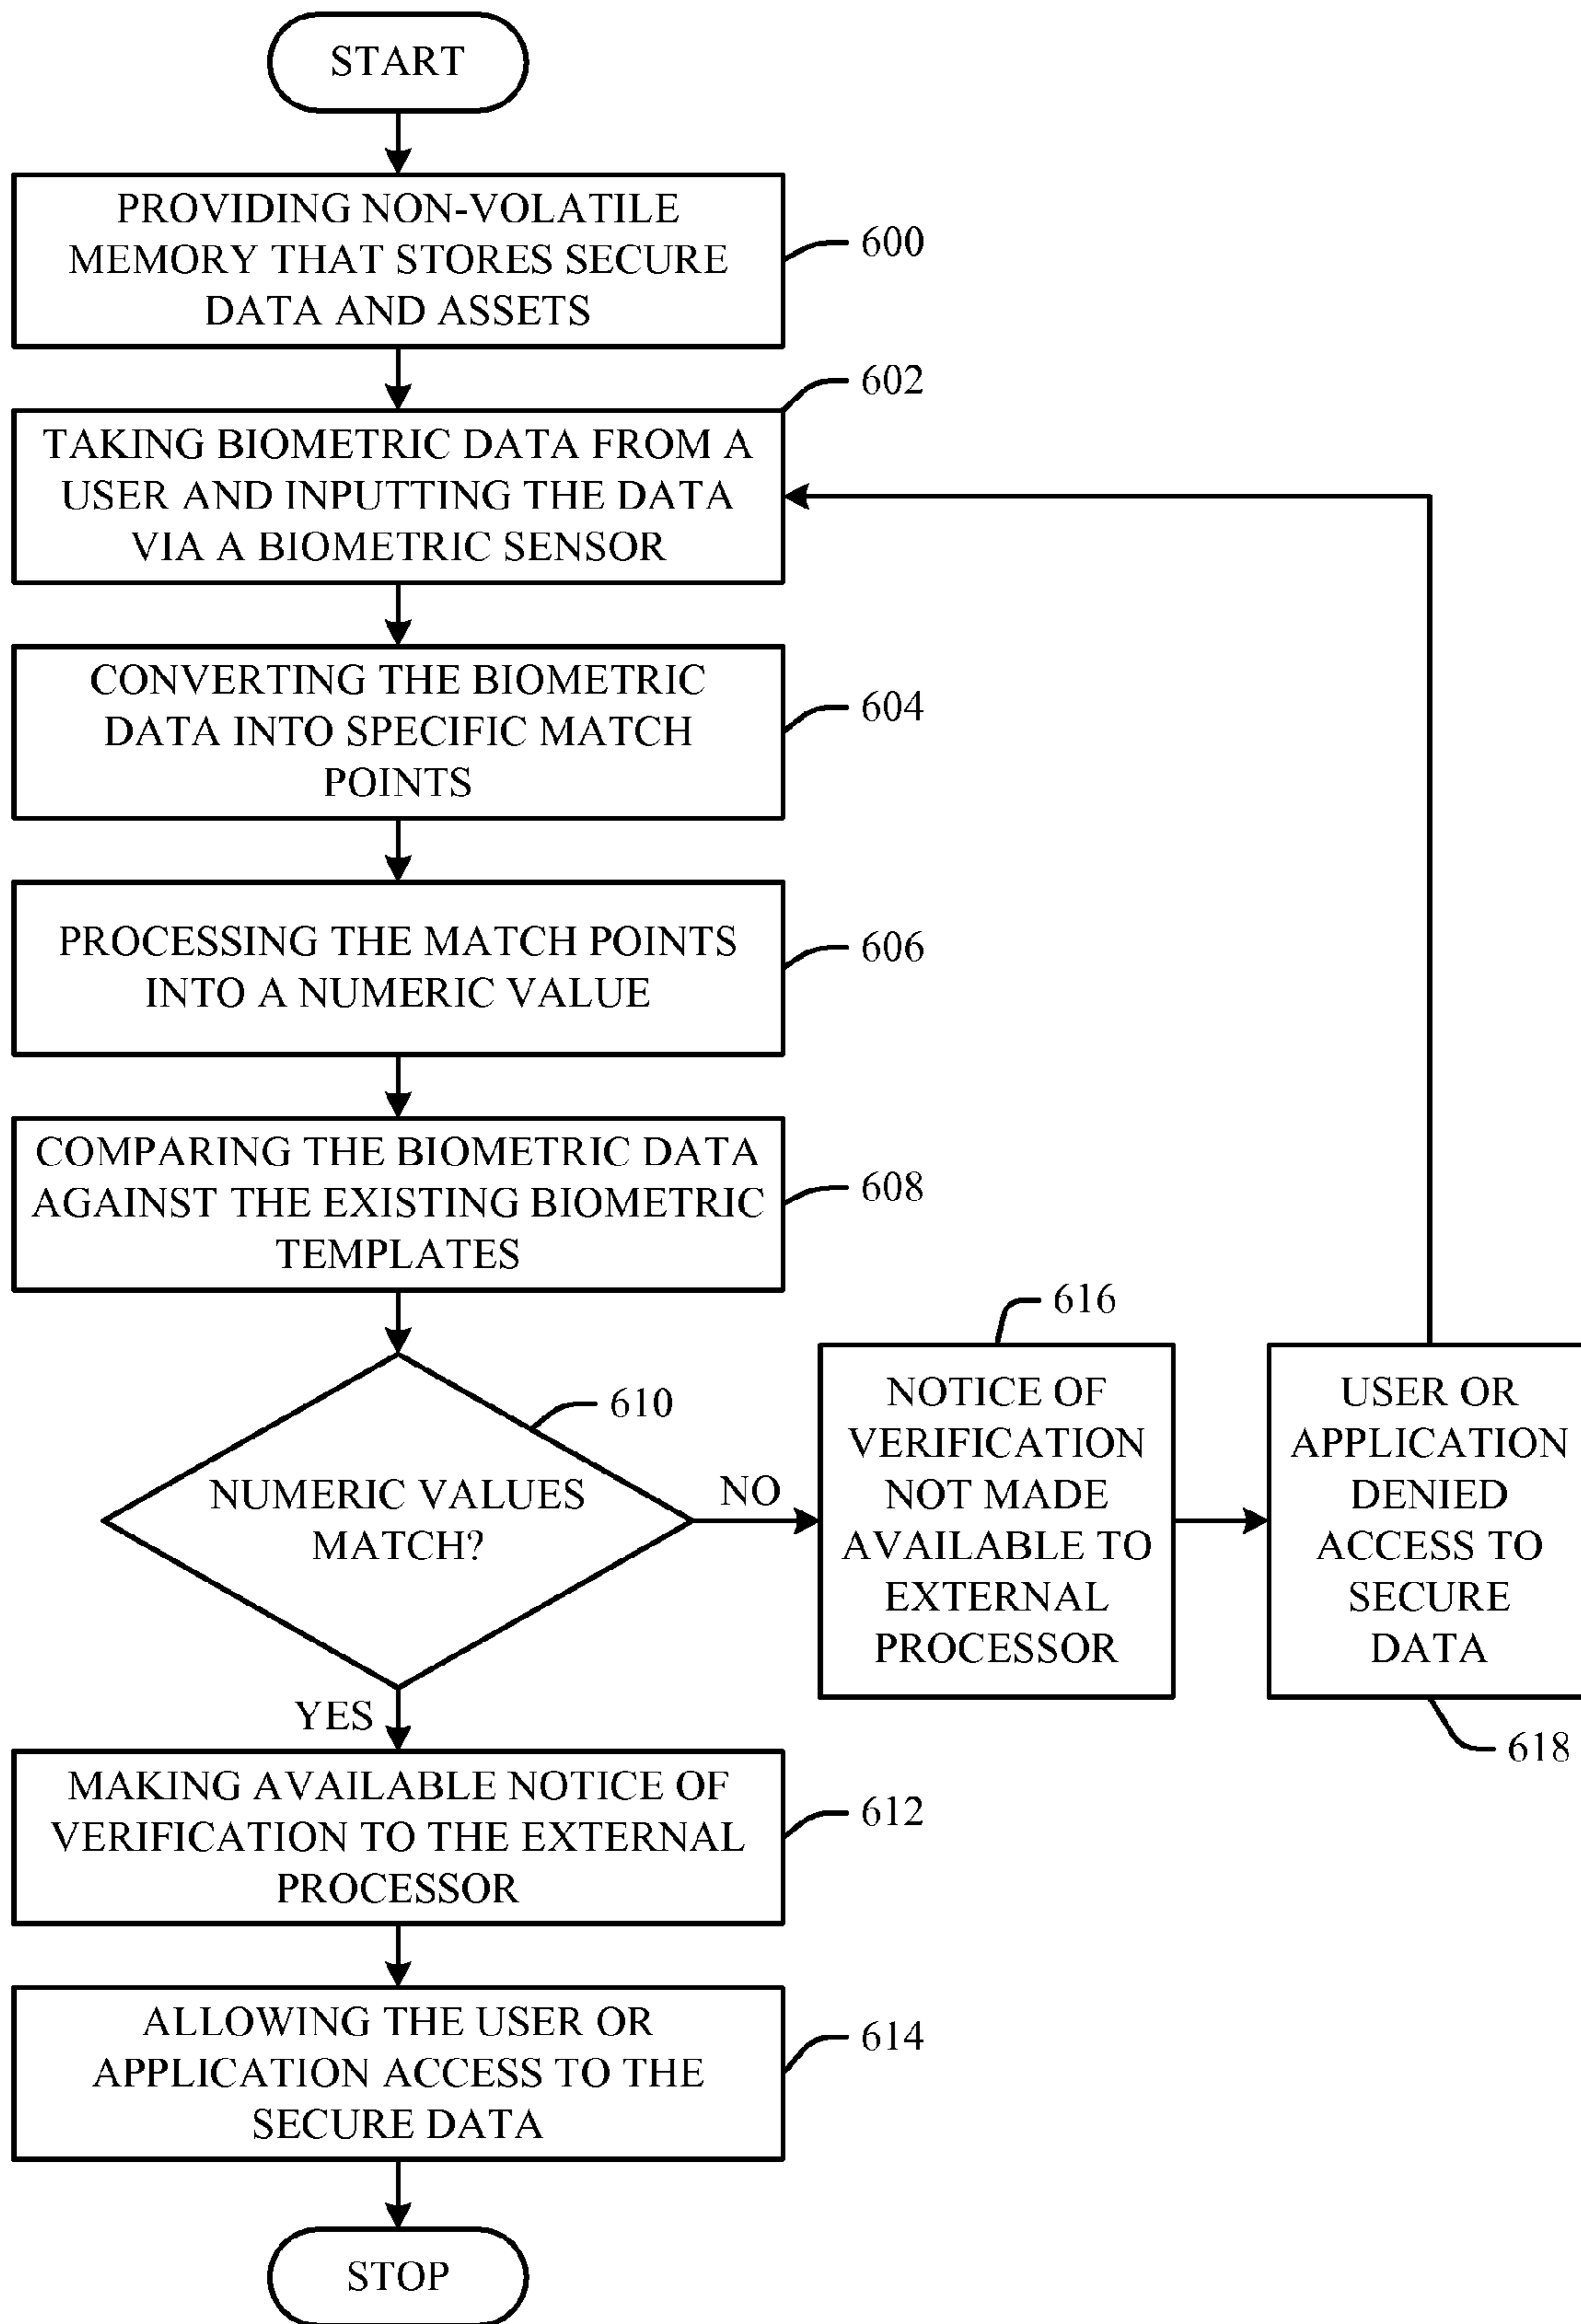 START
PROVIDING NON-VOLATILE
MEMORY THAT STORES SECURE
DATA AND ASSETS
600
602
TAKING BIOMETRIC DATA FROM A
USER AND INPUTTING THE DATA
VIA A BIOMETRIC SENSOR
CONVERTING THE BIOMETRIC
DATA INTO SPECIFIC MATCH
POINTS
604
PROCESSING THE MATCH POINTS
INTO A NUMERIC VALUE
606
COMPARING THE BIOMETRIC DATA
AGAINST THE EXISTING BIOMETRIC
TEMPLATES
608
610
NUMERIC VALUES
MATCH?
NO
616
NOTICE OF
VERIFICATION
NOT MADE
AVAILABLE TO
EXTERNAL
PROCESSOR
USER OR
APPLICATION
DENIED
ACCESS TO
SECURE
DATA
618
YES
MAKING AVAILABLE NOTICE OF
VERIFICATION TO THE EXTERNAL
PROCESSOR
612
ALLOWING THE USER OR
APPLICATION ACCESS TO THE
SECURE DATA
614
STOP